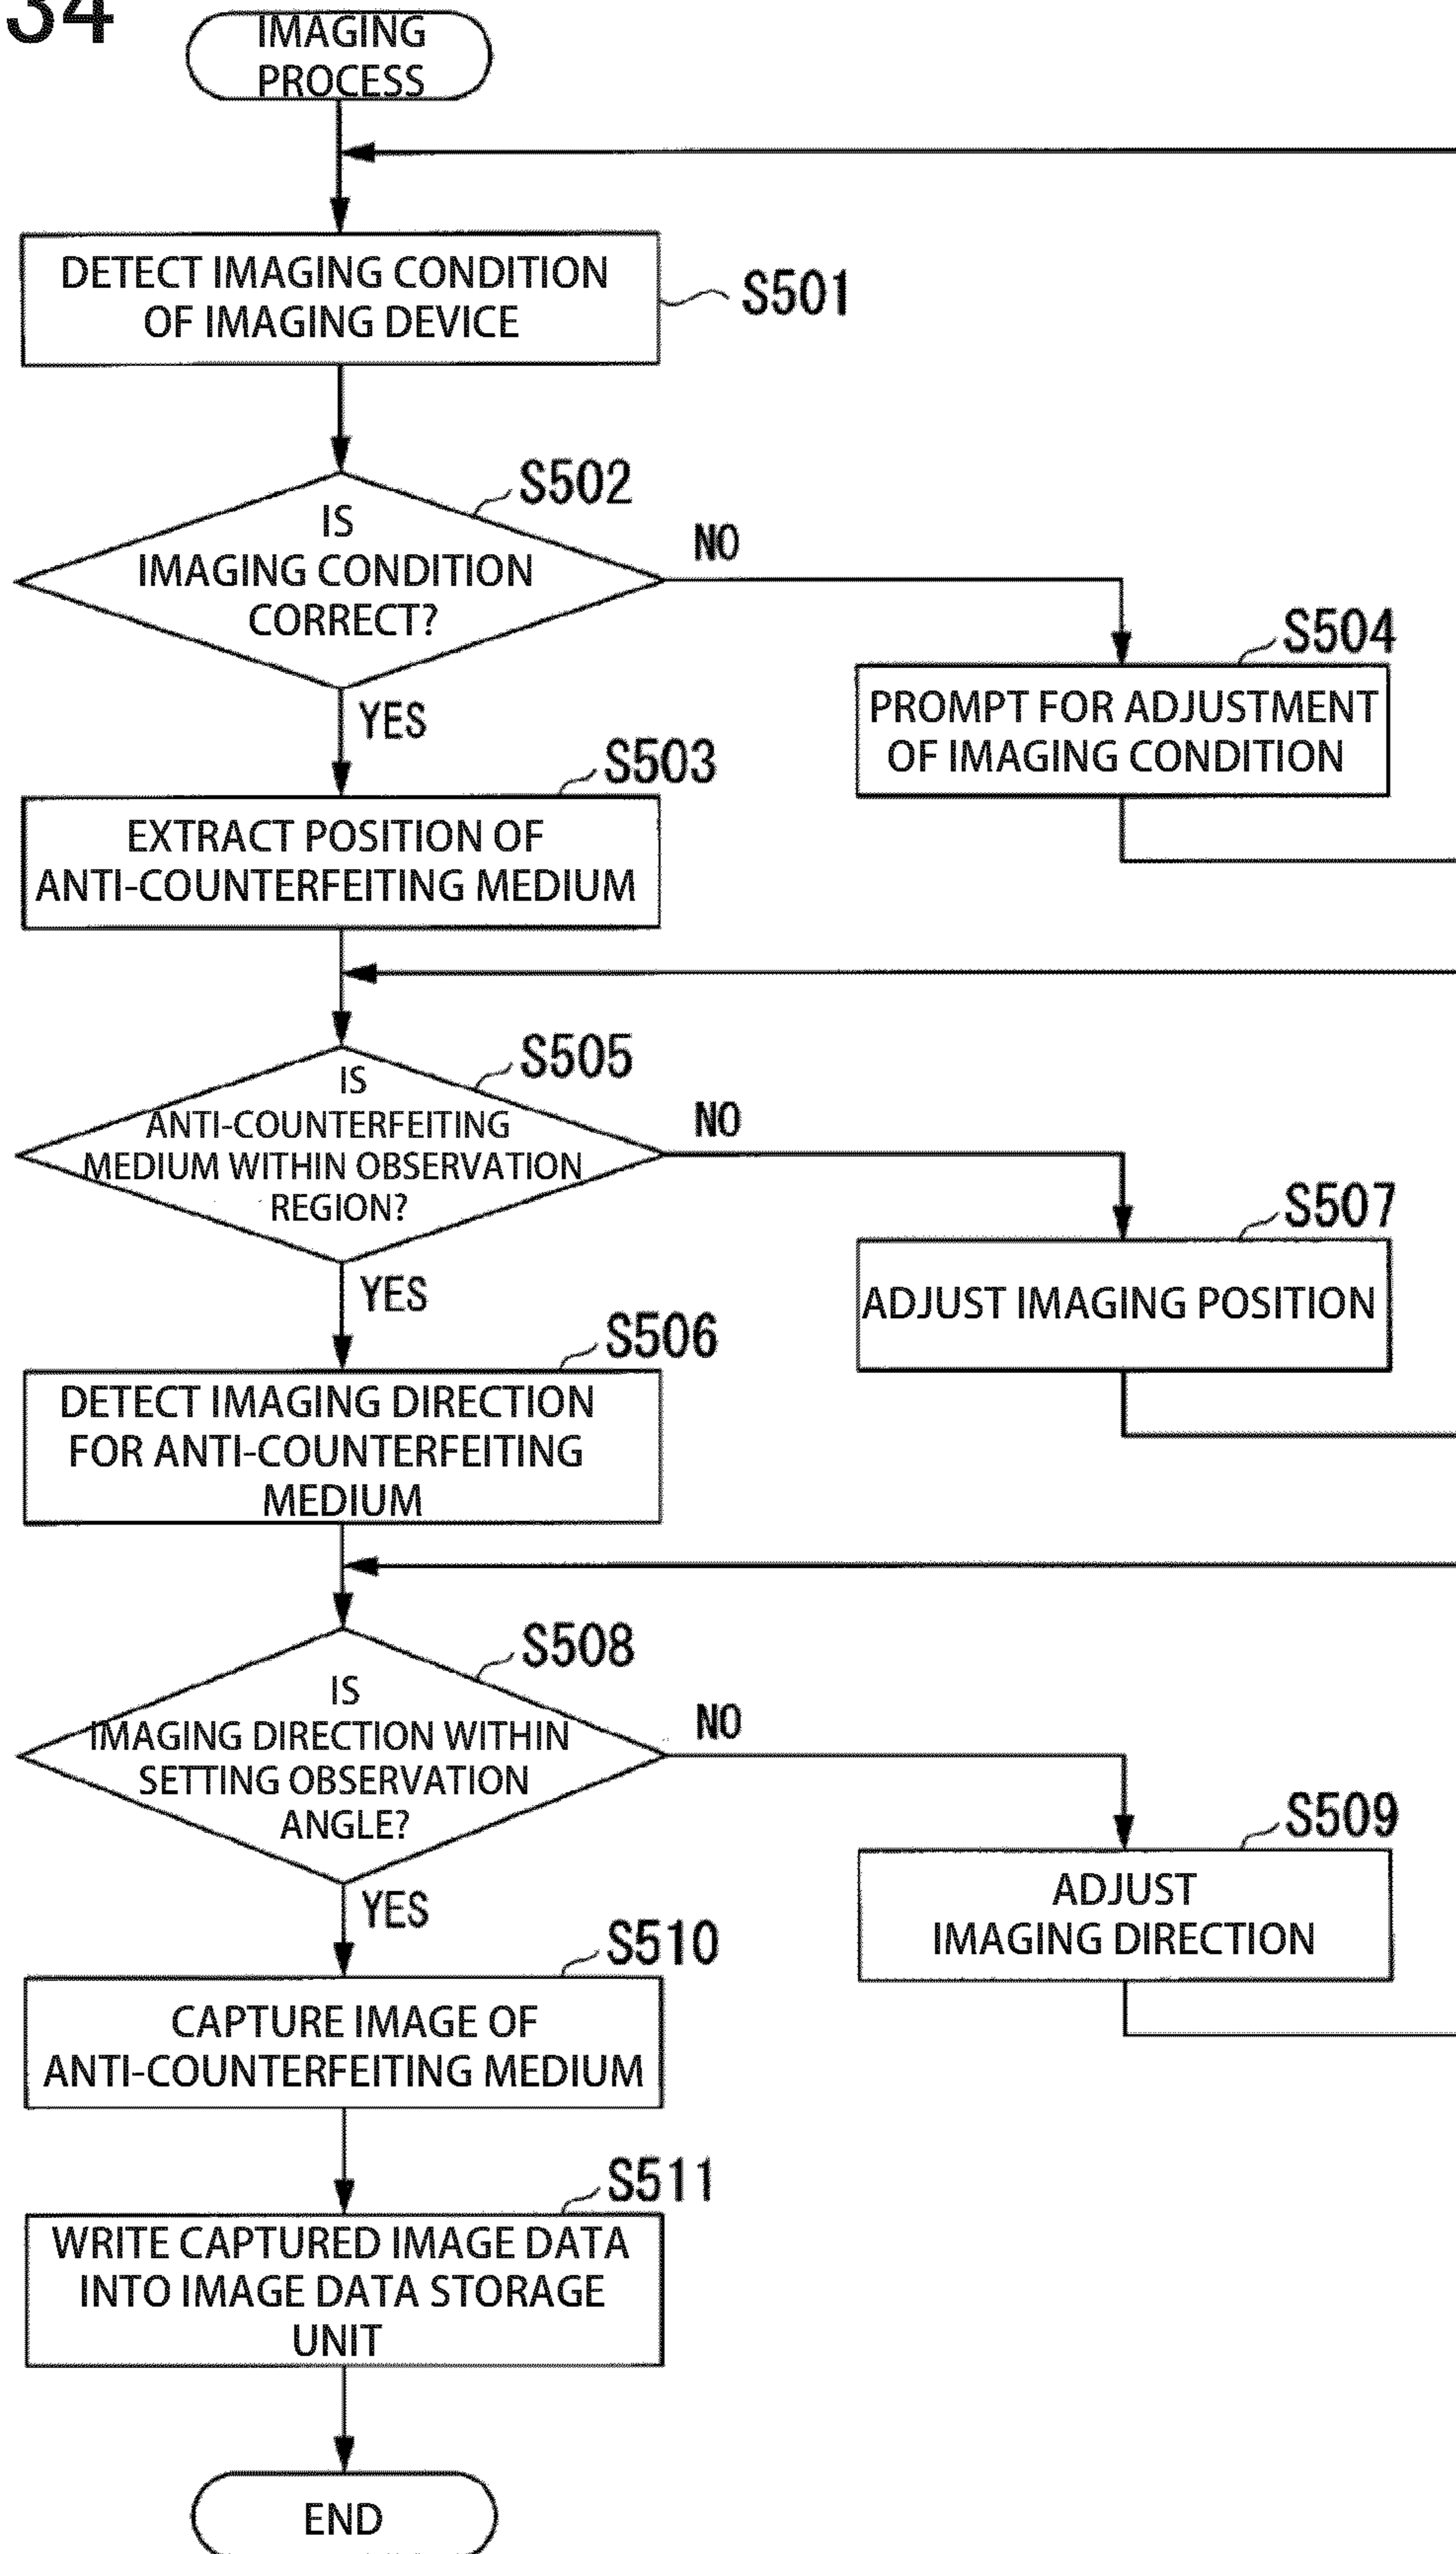 34
IMAGING
PROCESS
DETECT IMAGING CONDITION
OF IMAGING DEVICE
S501
S502
IS
IMAGING CONDITION
CORRECT?
NO
YES
S504
PROMPT FOR ADJUSTMENT
OF IMAGING CONDITION
S503
EXTRACT POSITION OF
ANTI-COUNTERFEITING MEDIUM
S505
IS
ANTI-COUNTERFEITING
MEDIUM WITHIN OBSERVATION
REGION?
NO
YES
S507
ADJUST IMAGING POSITION
S506
DETECT IMAGING DIRECTION
FOR ANTI-COUNTERFEITING
MEDIUM
S508
IS
IMAGING DIRECTION WITHIN
SETTING OBSERVATION
ANGLE?
NO
YES
S509
ADJUST
IMAGING DIRECTION
S510
CAPTURE IMAGE OF
ANTI-COUNTERFEITING MEDIUM
S511
WRITE CAPTURED IMAGE DATA
INTO IMAGE DATA STORAGE
UNIT
END